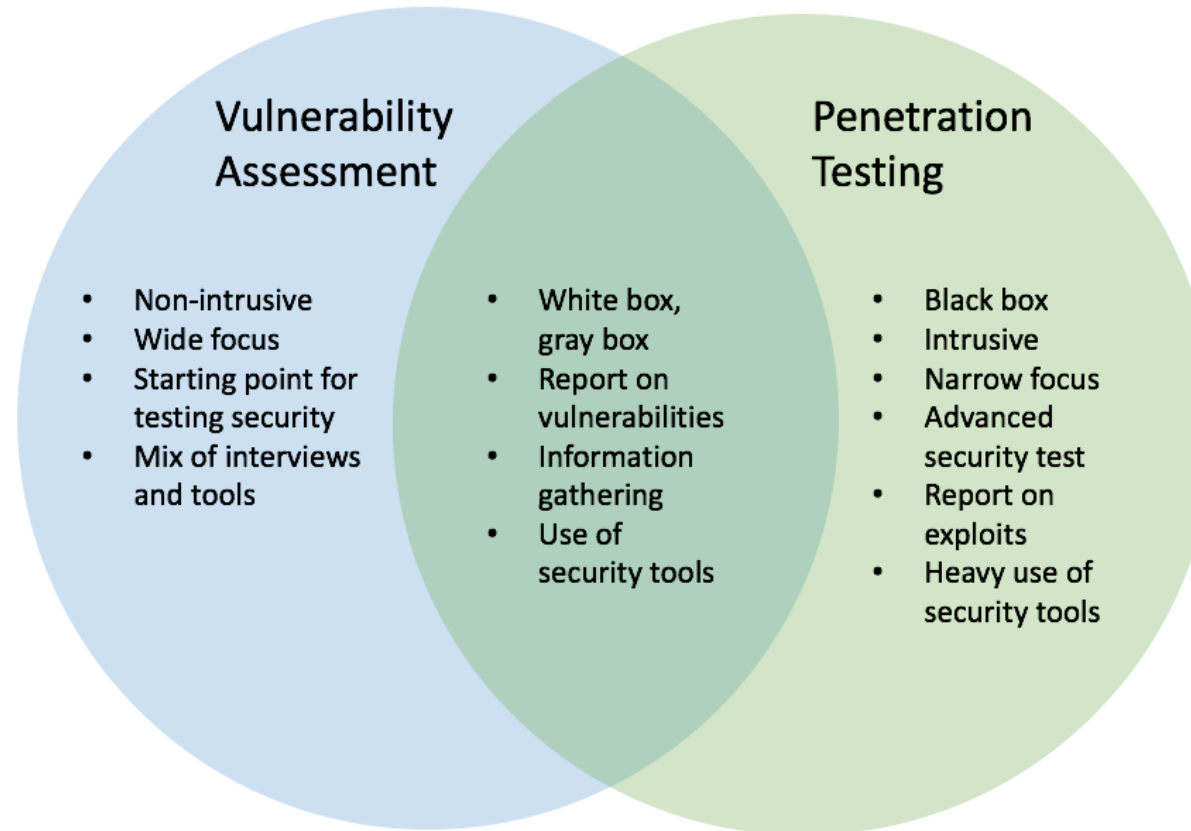 Vulnerability
Assessment
• Non-intrusive
• Wide focus
• Starting point for
testing security
• Mix of interviews
and tools
• White box,
gray box
• Report on
vulnerabilities
• Information
gathering
• Use of
security tools
Penetration
Testing
• Black box
• Intrusive
• Narrow focus
• Advanced
security test
• Report on
exploits
• Heavy use of
security tools